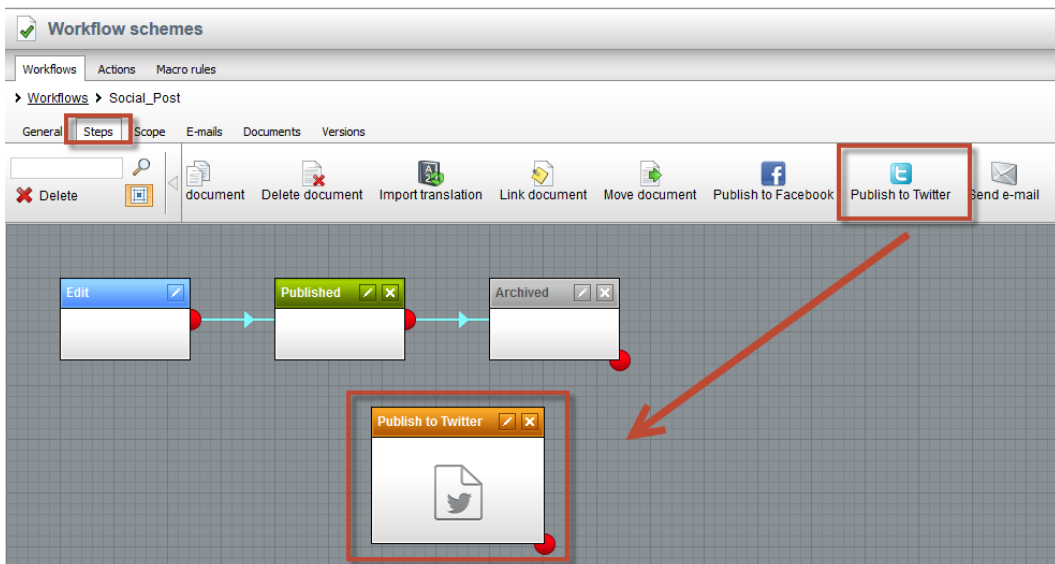 Workflow schemes
Workflows Actions Macro rules
Workflows > Social_Post
General Steps Scope E-mails Documents Versions
Delete
document Delete document Import translation Link document Move document Publish to Facebook Publish to Twitter Send e-mail
Edit Published Archived
Publish to Twitter